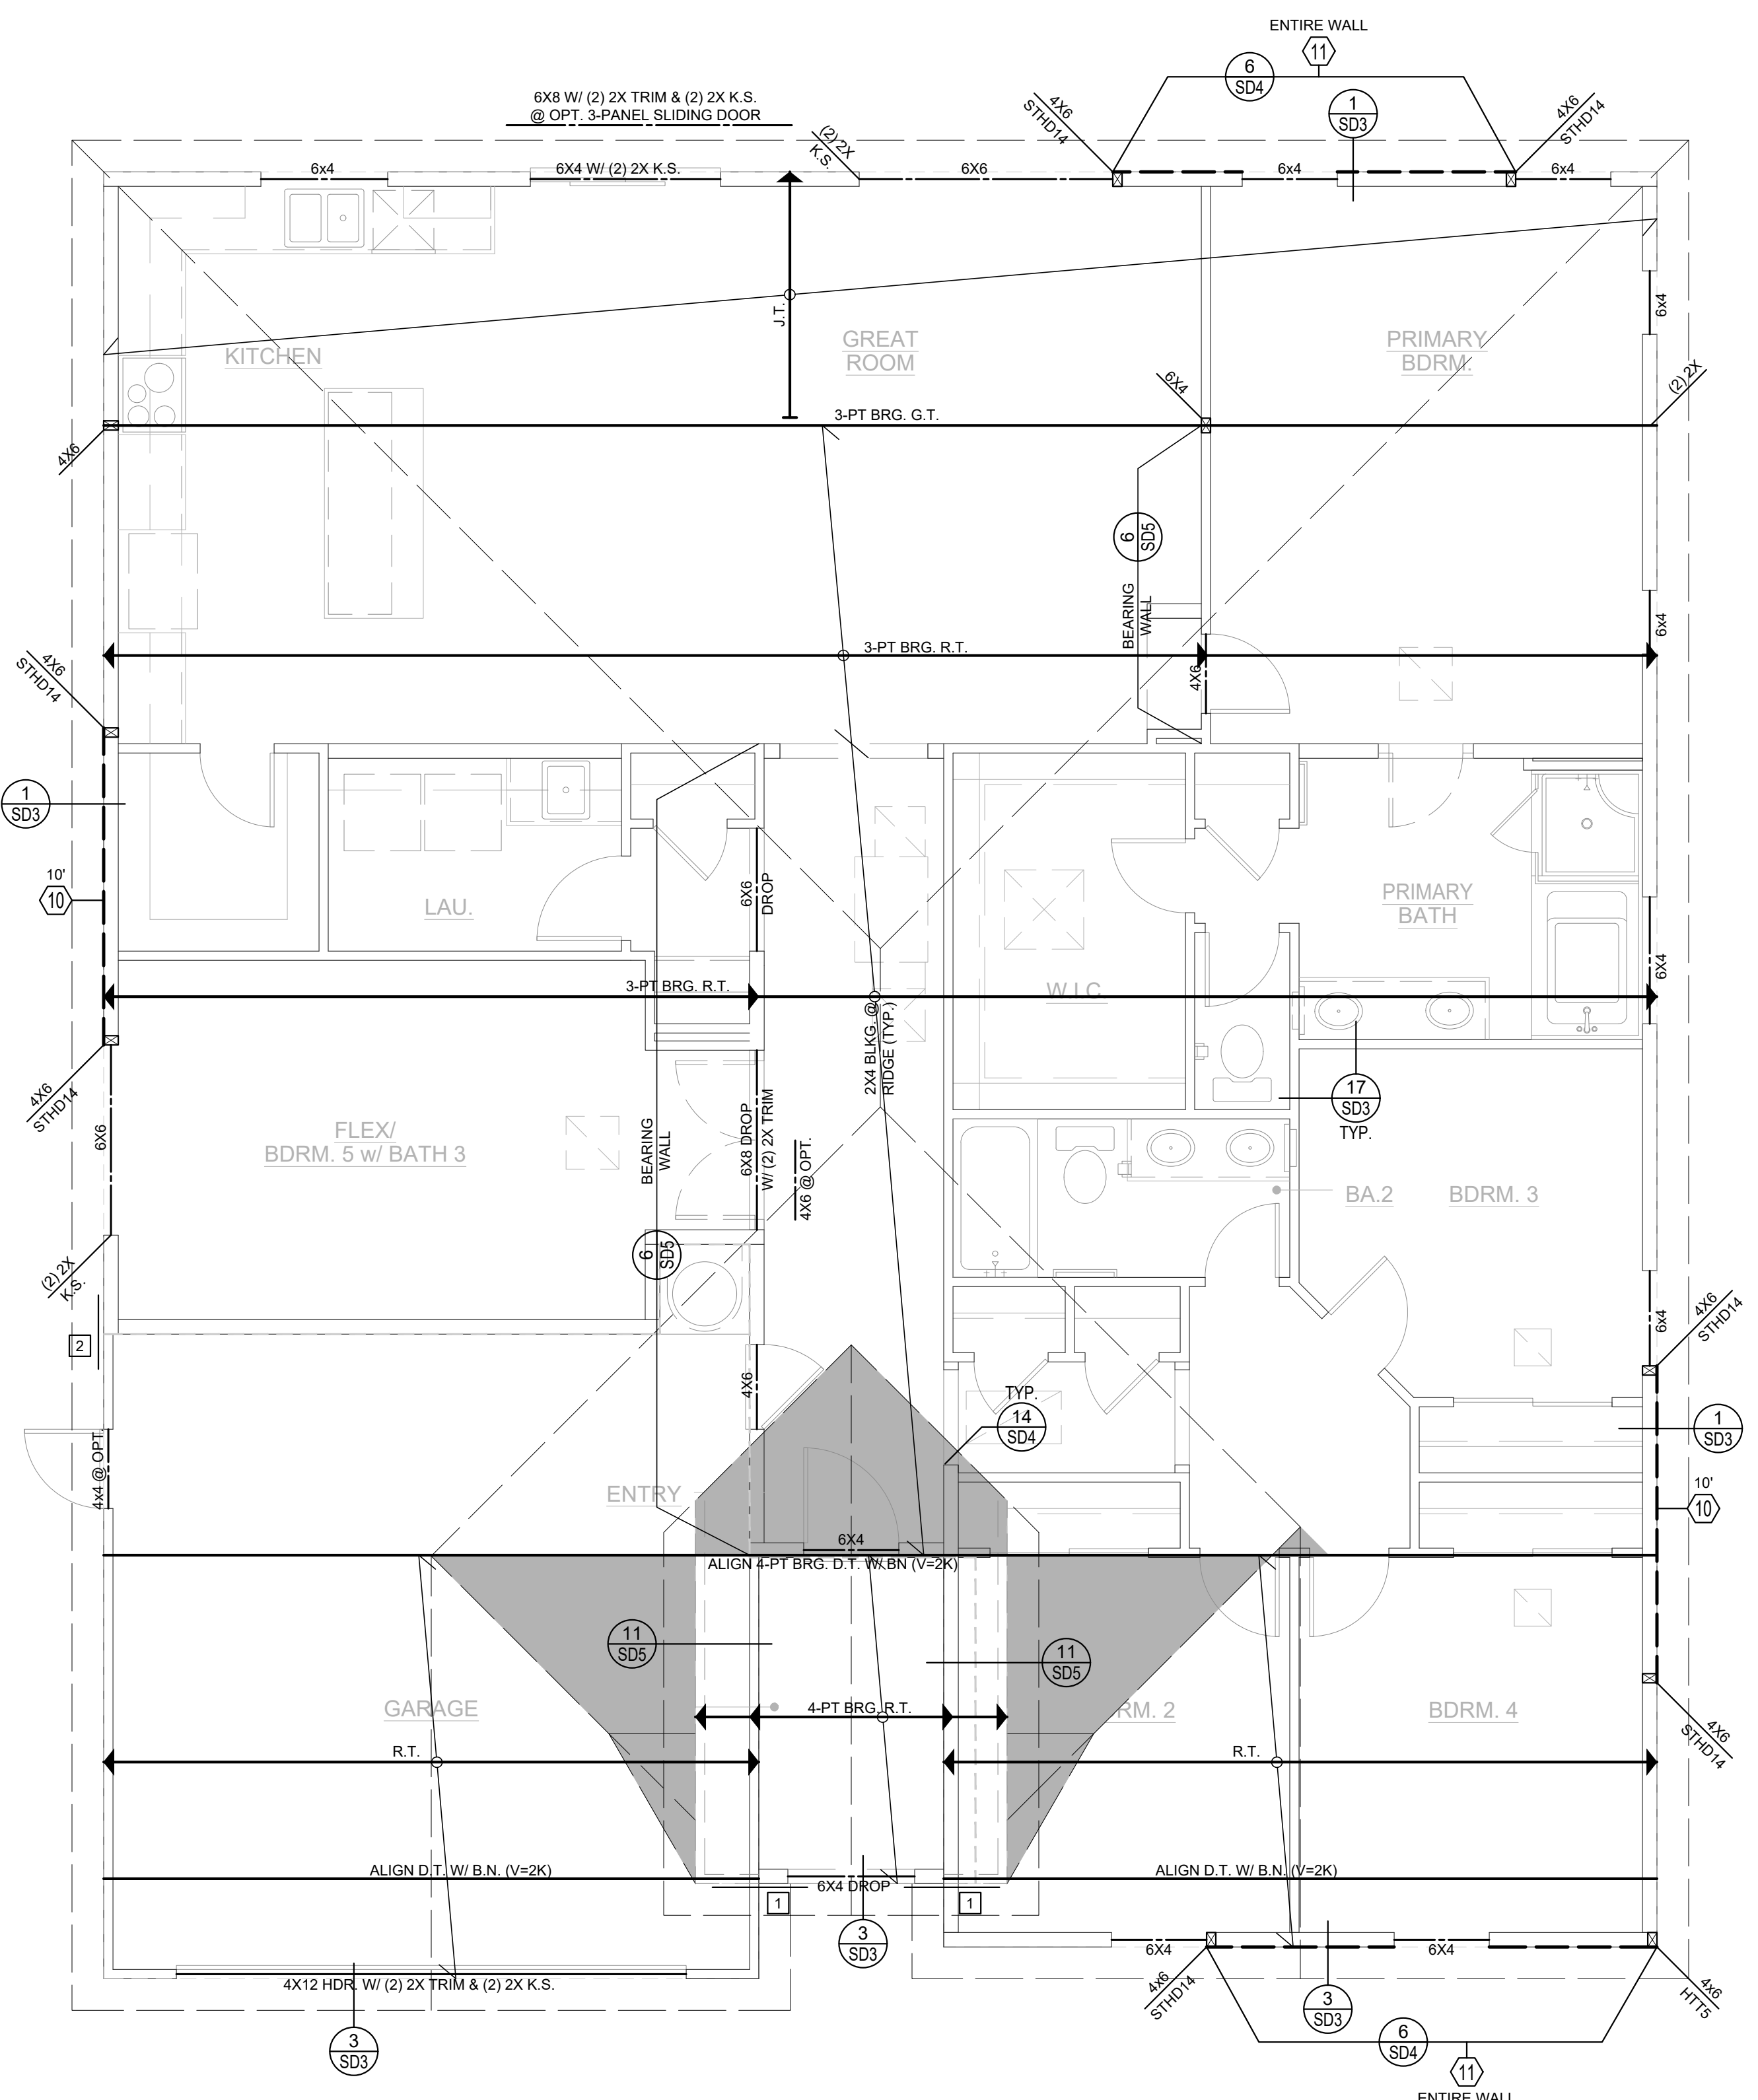 ENTIRE WALL
11
6
SD4
6X8 W/ (2) 2X TRIM & (2) 2X K.S.
@ OPT. 3-PANEL SLIDING DOOR
4X6
STHD14
1
SD3
4X6
STHD14
(2) 2X
K.S.
6x4
6X4 W/ (2) 2X K.S.
6X6
6x4
6x4
6x4
J.T.
KITCHEN
GREAT
ROOM
PRIMARY
BDRM.
6X4
(2) 2X
3-PT BRG. G.T.
4X6
6
SD5
BEARING
WALL
6x4
3-PT BRG. R.T.
4X6
4X6
STHD14
1
SD3
10'
10
LAU.
6X6
DROP
PRIMARY
BATH
W.I.C.
6X4
3-PT BRG. R.T.
2X4 BLKG. @
RIDGE (TYP.)
4X6
STHD14
17
SD3
TYP.
6X6
FLEX/
BDRM. 5 w/ BATH 3
BEARING
WALL
6X8 DROP
W/ (2) 2X TRIM
4X6 @ OPT.
BA.2
BDRM. 3
6
SD5
(2) 2X
K.S.
2
6x4
4X6
STHD14
4X6
TYP.
14
SD4
1
SD3
4x4 @ OPT.
ENTRY
10'
10
6X4
ALIGN 4-PT BRG. D.T. W/ BN (V=2K)
11
SD5
11
SD5
GARAGE
4-PT BRG. R.T.
RM. 2
BDRM. 4
4X6
STHD14
R.T.
R.T.
ALIGN D.T. W/ B.N. (V=2K)
ALIGN D.T. W/ B.N. (V=2K)
6X4 DROP
1
1
3
SD3
6X4
6X4
4X12 HDR. W/ (2) 2X TRIM & (2) 2X K.S.
4x6
STHD14
3
SD3
4x6
HTT5
3
SD3
6
SD4
11
ENTIRE WALL